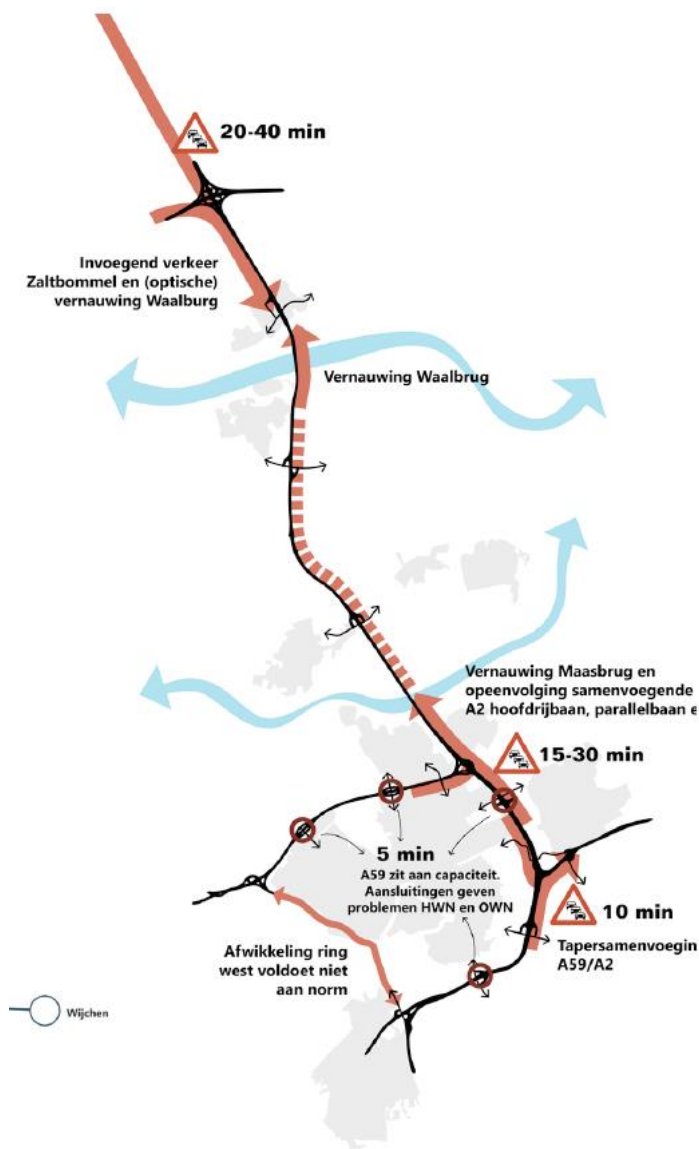 20-40 min
Invoegend verkeer
Zaltbommel en (optische)
vernauwing Waalburg
Vernauwing Waalbrug
Vernauwing Maasbrug en
opeenvolging samenvoegende
A2 hoofdrijbaan, parallelbaan e
15-30 min
5 min
A59 zit aan capaciteit.
Aansluitingen geven
problemen HWN en OWN
10 min
Tapersamenvoegin
A59/A2
Afwikkeling ring
west voldoet niet
aan norm
Wijchen